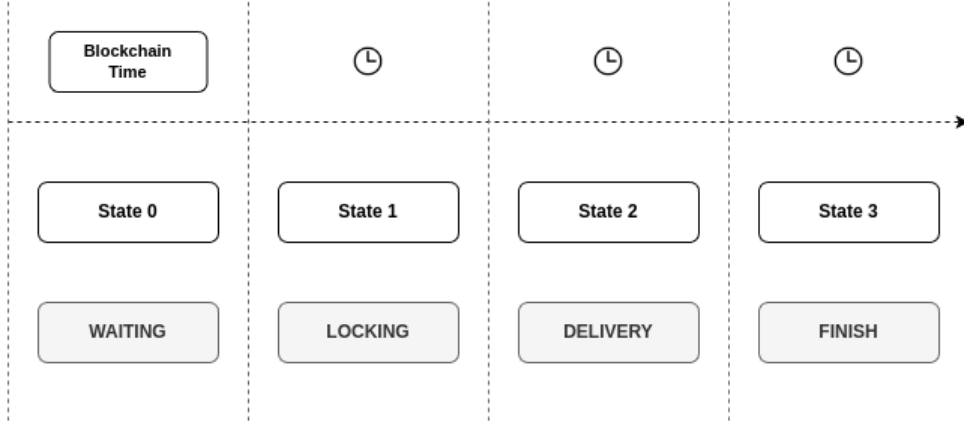 Blockchain
Time
State 0
State 1
State 2
State 3
WAITING
LOCKING
DELIVERY
FINISH